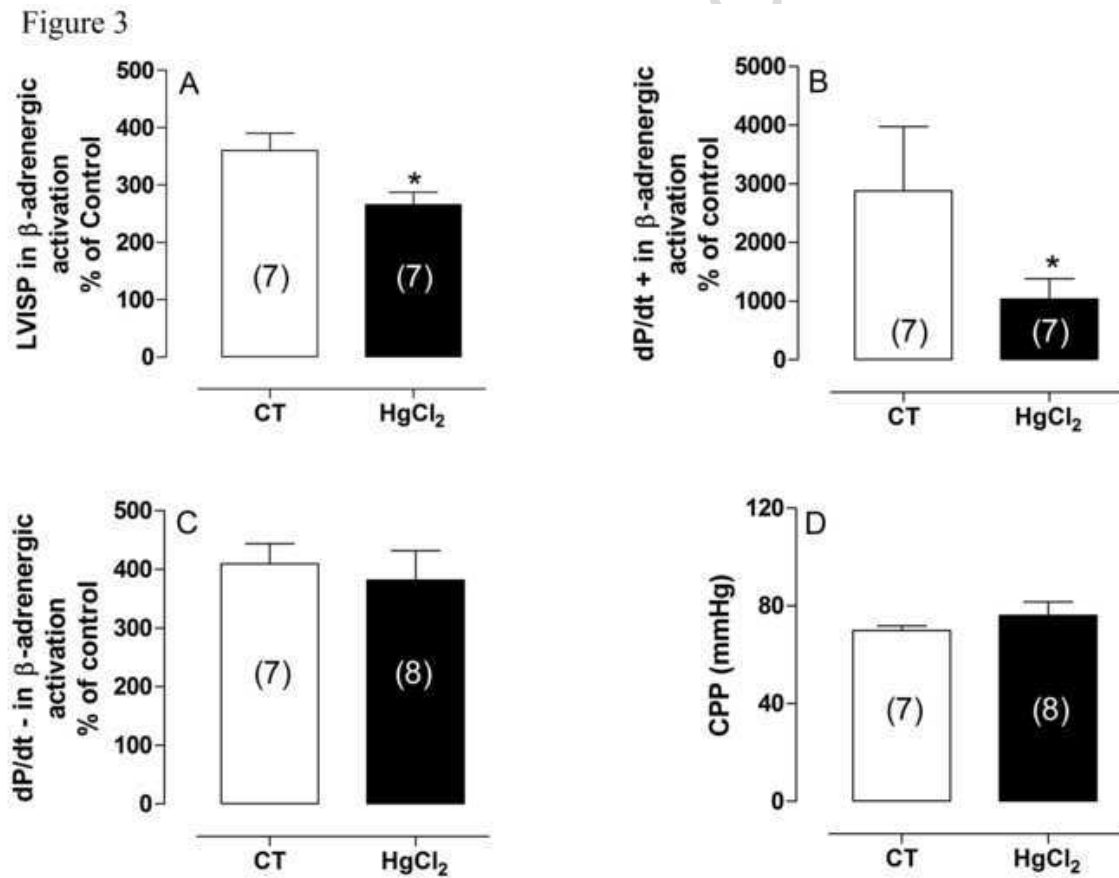 Figure 3
A
LVISP in β-adrenergic
activation
% of Control
500
400
300
200
100
0
*
(7)
(7)
CT
HgCl₂
B
dP/dt + in β-adrenergic
activation
% of control
5000
4000
3000
2000
1000
0
*
(7)
(7)
CT
HgCl₂
C
dP/dt - in β-adrenergic
activation
% of control
500
400
300
200
100
0
(7)
(8)
CT
HgCl₂
D
CPP (mmHg)
120
80
40
0
(7)
(8)
CT
HgCl₂